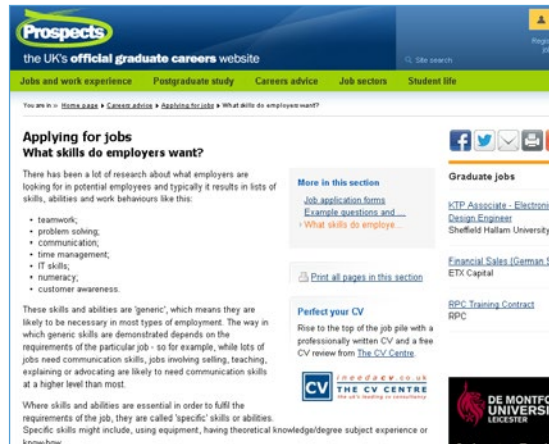 Prospects
the UK's official graduate careers website
Site search
Jobs and work experience Postgraduate study Careers advice Job sectors Student life
You are in > Home page Careers advice Applying for jobs What skills do employers want?
Applying for jobs
What skills do employers want?
There has been a lot of research about what employers are
looking for in potential employees and typically it results in lists of
skills, abilities and work behaviours like this:
• teamwork;
• problem solving;
• communication;
• time management;
• IT skills;
• numeracy;
• customer awareness.
These skills and abilities are 'generic', which means they are
likely to be necessary in most types of employment. The way in
which generic skills are demonstrated depends on the
requirements of the particular job - so for example, while lots of
jobs need communication skills, jobs involving selling, teaching,
explaining or advocating are likely to need communication skills
at a higher level than most.
Where skills and abilities are essential in order to fulfil the
requirements of the job, they are called 'specific' skills or abilities.
Specific skills might include, using equipment, having theoretical knowledge/degree subject experience or
know-how
More in this section
Job application forms
Example questions and ...
› What skills do employe...
Print all pages in this section
Perfect your CV
Rise to the top of the job pile with a
professionally written CV and a free
CV review from The CV Centre.
CV
ineedacv.co.uk
THE CV CENTRE
the uk's leading cv consultancy
Graduate jobs
KTP Associate - Electroni
Design Engineer
Sheffield Hallam University
Financial Sales (German S
ETX Capital
RPC Training Contract
RPC
DE MONTFO
UNIVERSI
LEICESTER